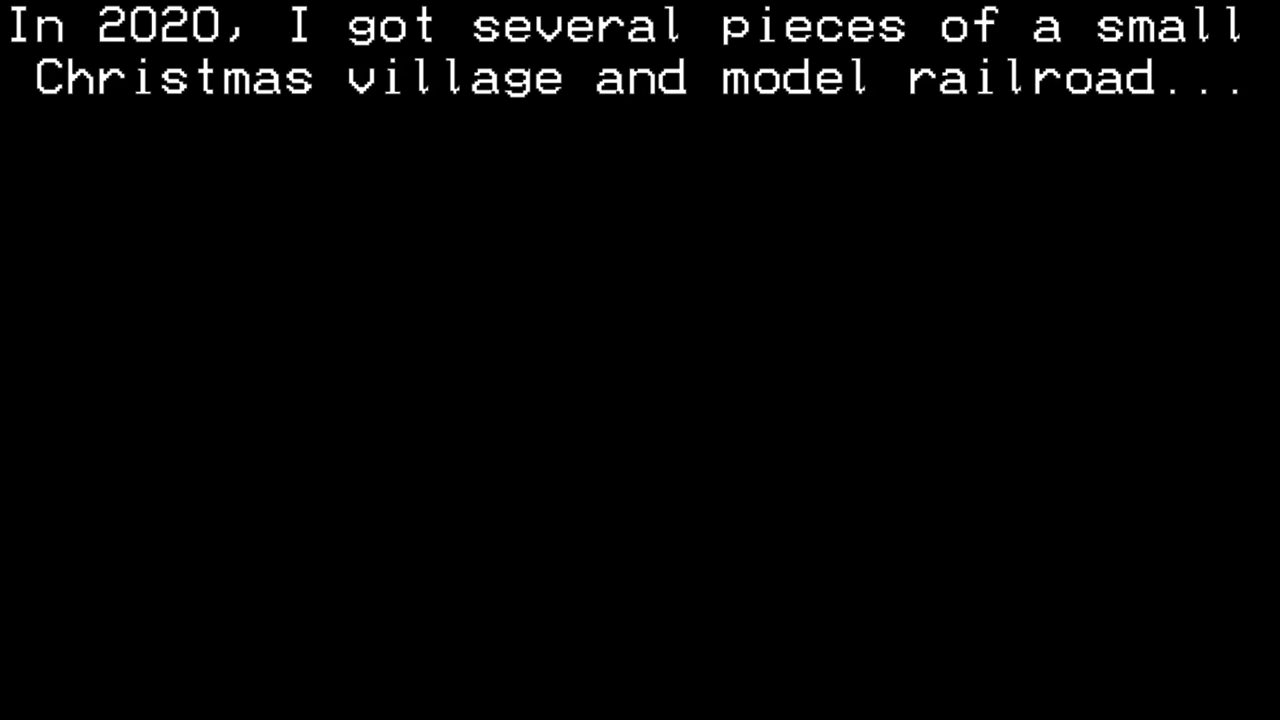 In 2020, I got several pieces of a small
Christmas village and model railroad...